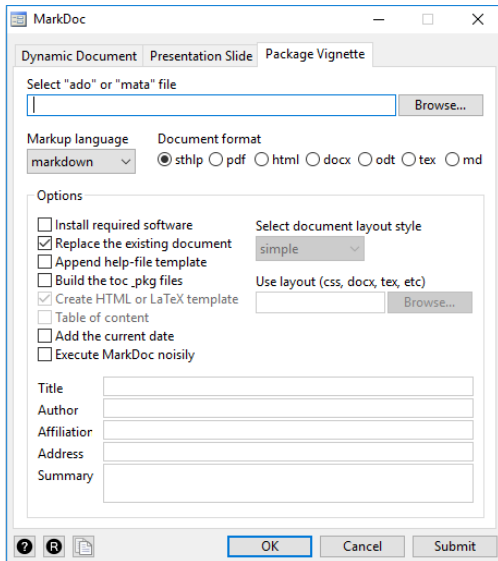 MarkDoc
Dynamic Document Presentation Slide Package Vignette
Select "ado" or "mata" file
Browse...
Markup language Document format
markdown sthlp pdf html docx odt tex md
Options
Install required software Select document layout style
Replace the existing document simple
Append help-file template
Build the toc _pkg files Use layout (css, docx, tex, etc)
Create HTML or LaTeX template Browse...
Table of content
Add the current date
Execute MarkDoc noisily
Title
Author
Affiliation
Address
Summary
? R OK Cancel Submit